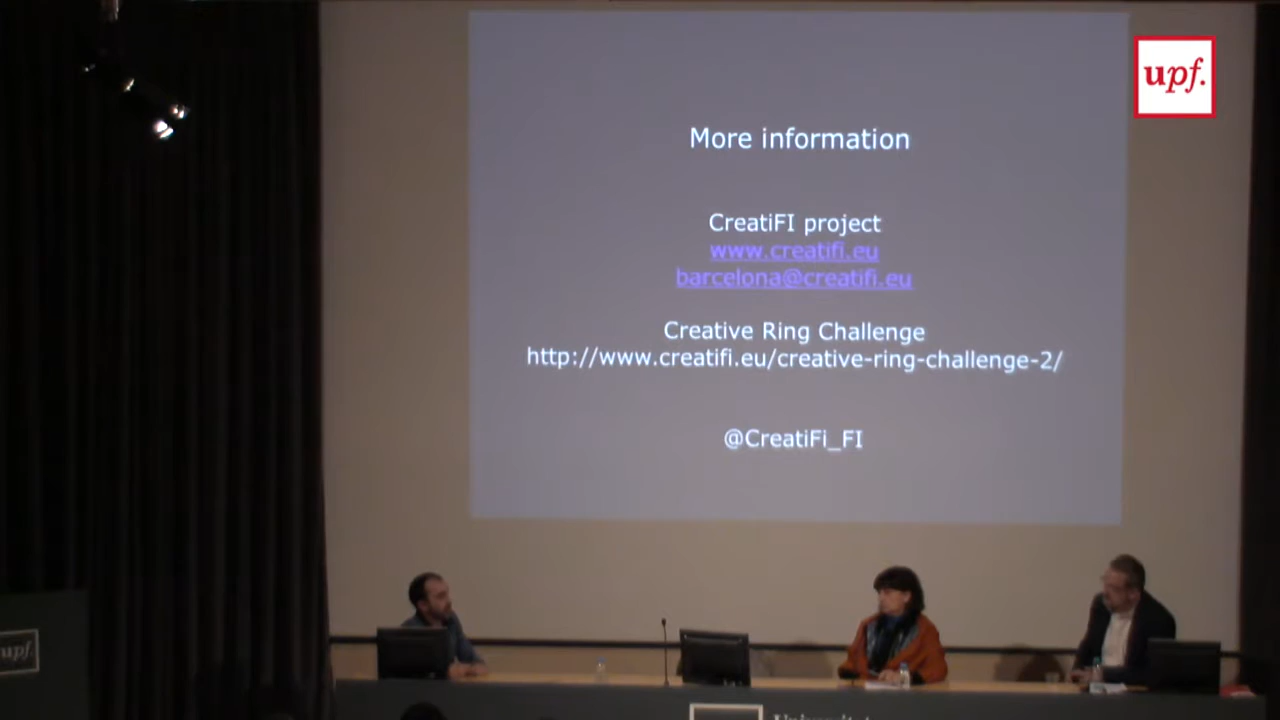 upf.
More information
CreatiFI project
www.creatifi.eu
barcelona@creatifi.eu
Creative Ring Challenge
http://www.creatifi.eu/creative-ring-challenge-2/
@CreatiFi_FI
upf.
Universitat